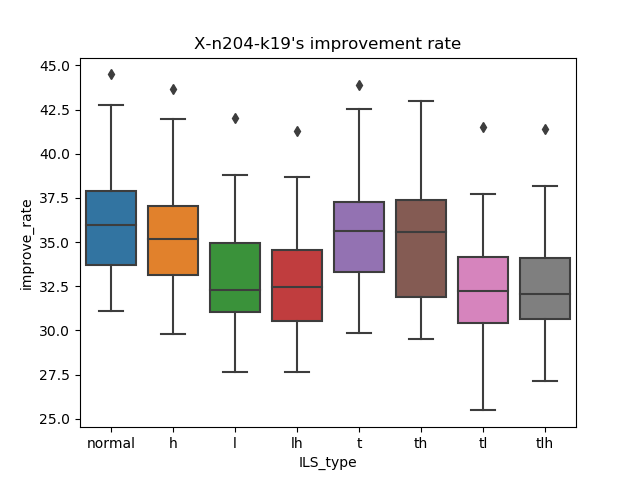 X-n204-k19's improvement rate
45.0
42.5
40.0
37.5
35.0
32.5
30.0
27.5
25.0
improve_rate
normal h l lh t th tl tlh
ILS_type